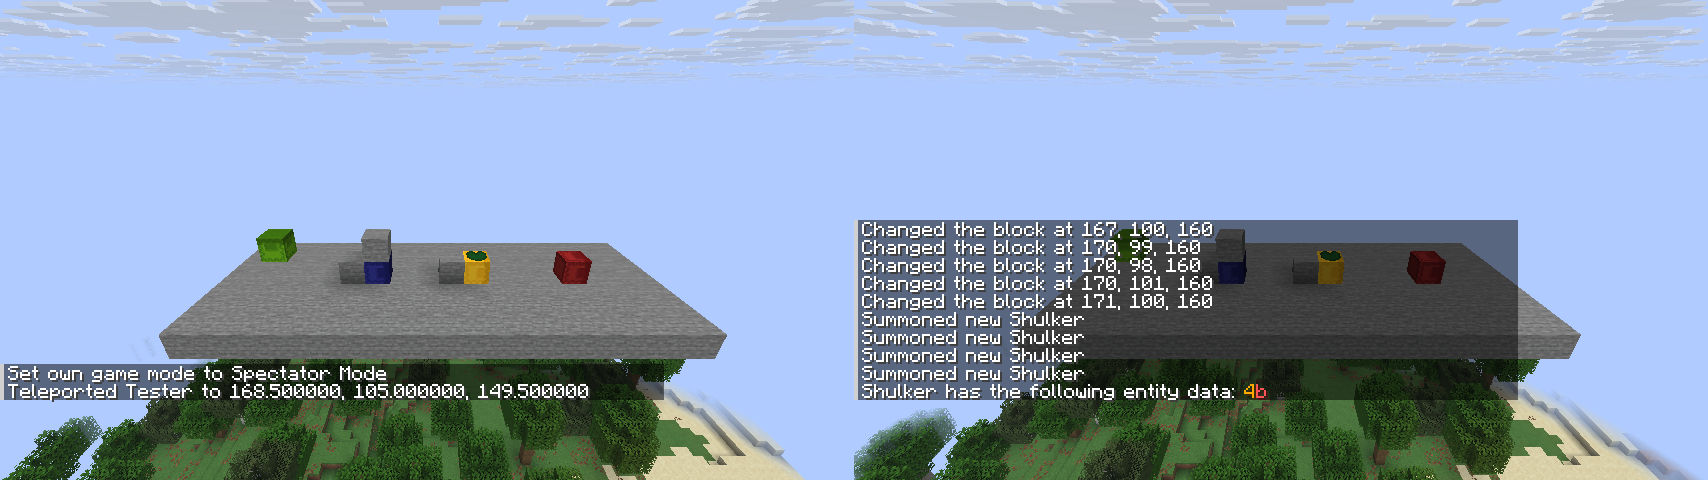 Set own game mode to Spectator Mode
Teleported Tester to 168.500000, 105.000000, 149.500000
Changed the block at 167, 100, 160
Changed the block at 170, 99, 160
Changed the block at 170, 98, 160
Changed the block at 170, 101, 160
Changed the block at 171, 100, 160
Summoned new Shulker
Summoned new Shulker
Summoned new Shulker
Summoned new Shulker
Shulker has the following entity data: 4b